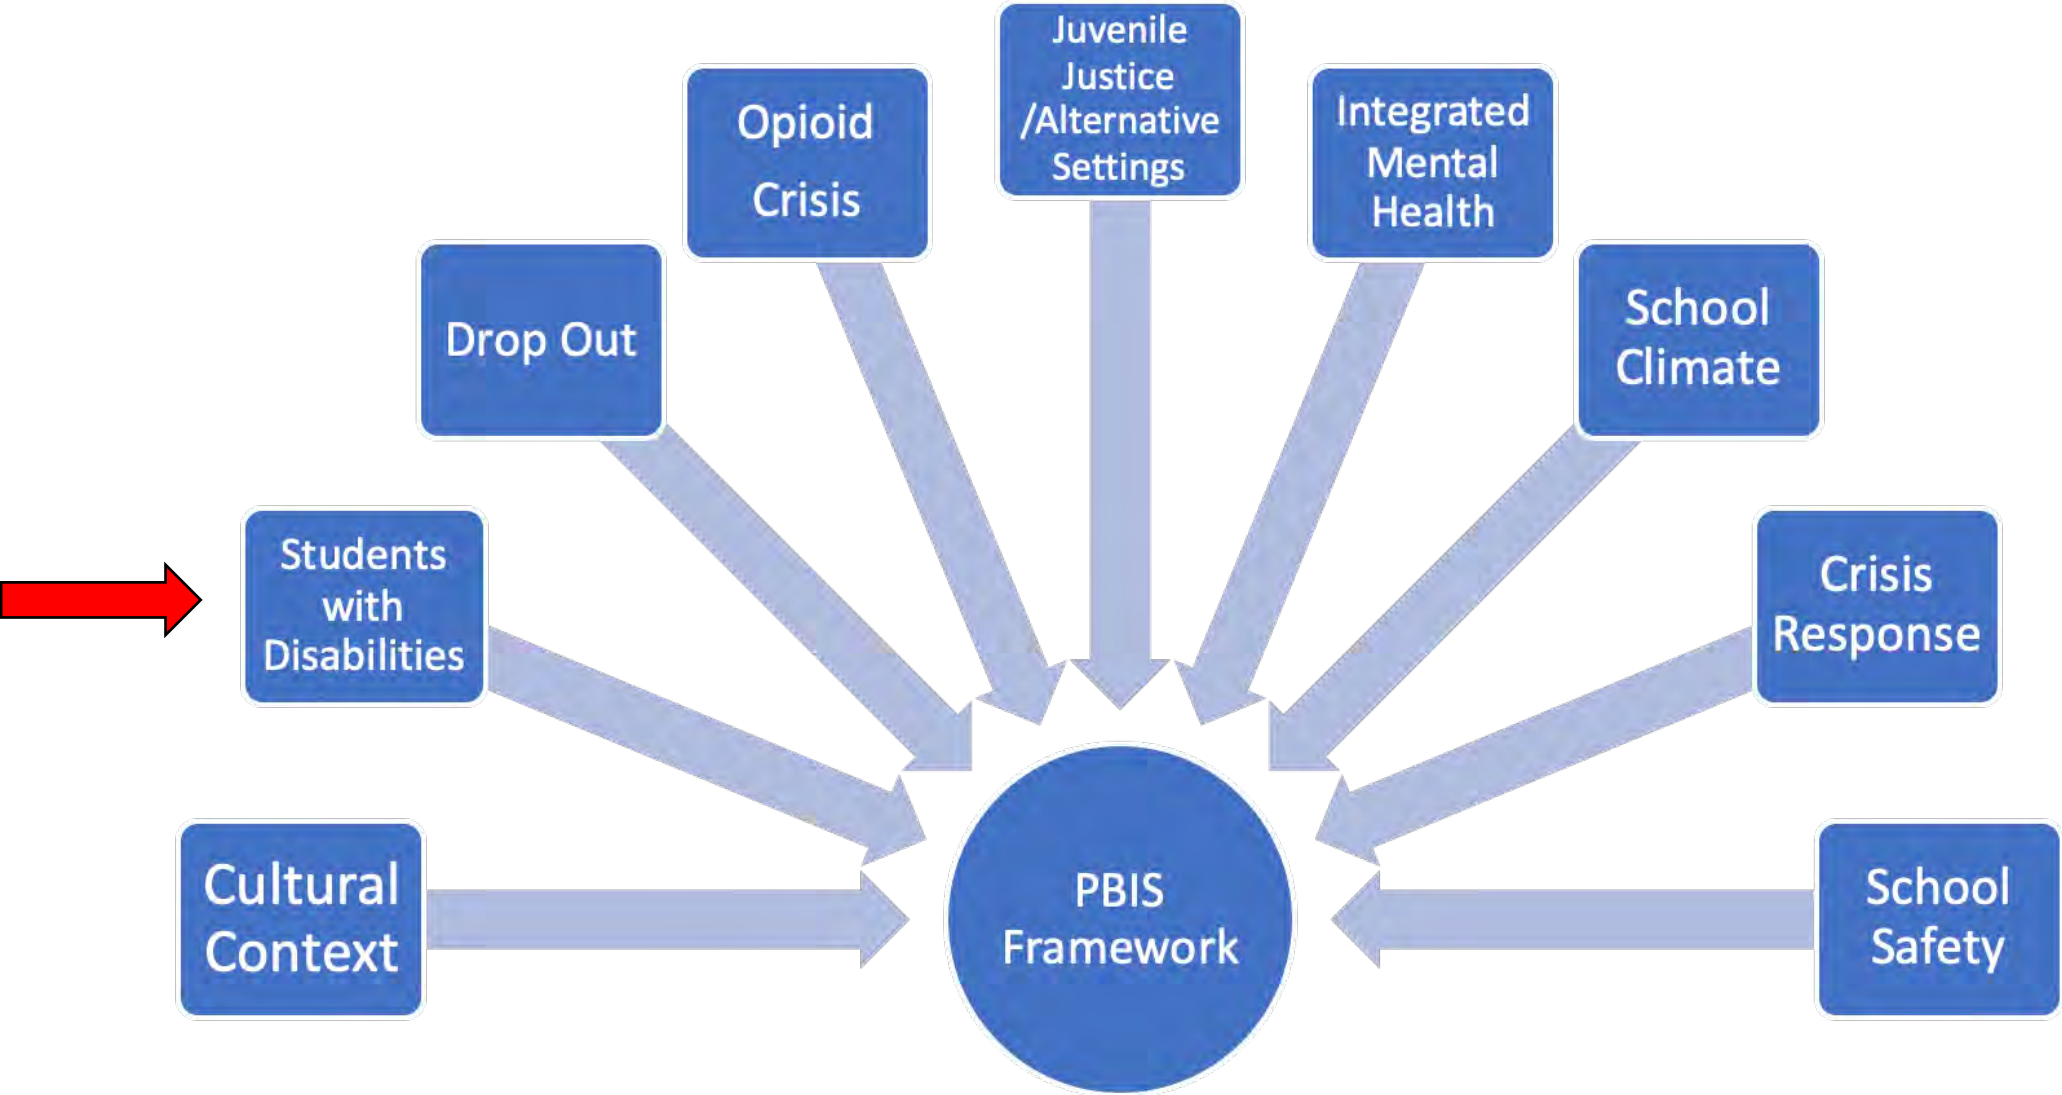 Juvenile
Justice
/Alternative
Settings
Opioid
Crisis
Integrated
Mental
Health
Drop Out
School
Climate
Students
with
Disabilities
Crisis
Response
Cultural
Context
PBIS
Framework
School
Safety